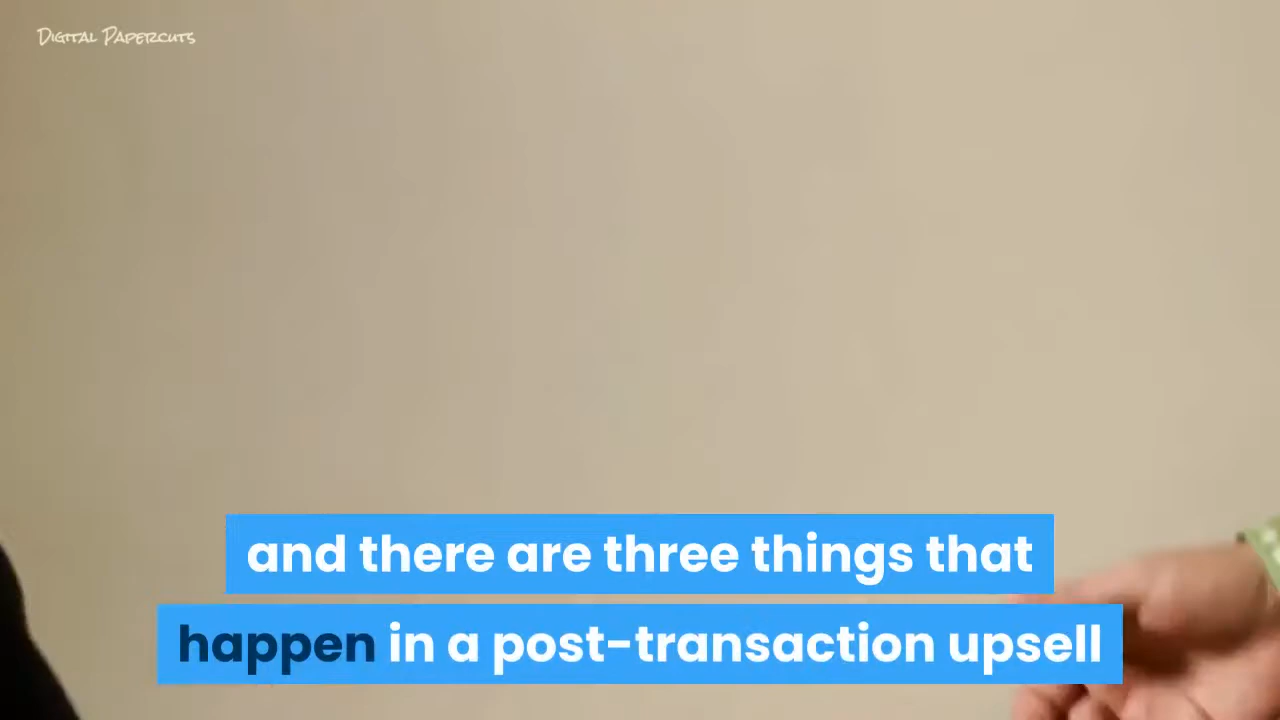 Digital Papercuts
and there are three things that
happen in a post-transaction upsell